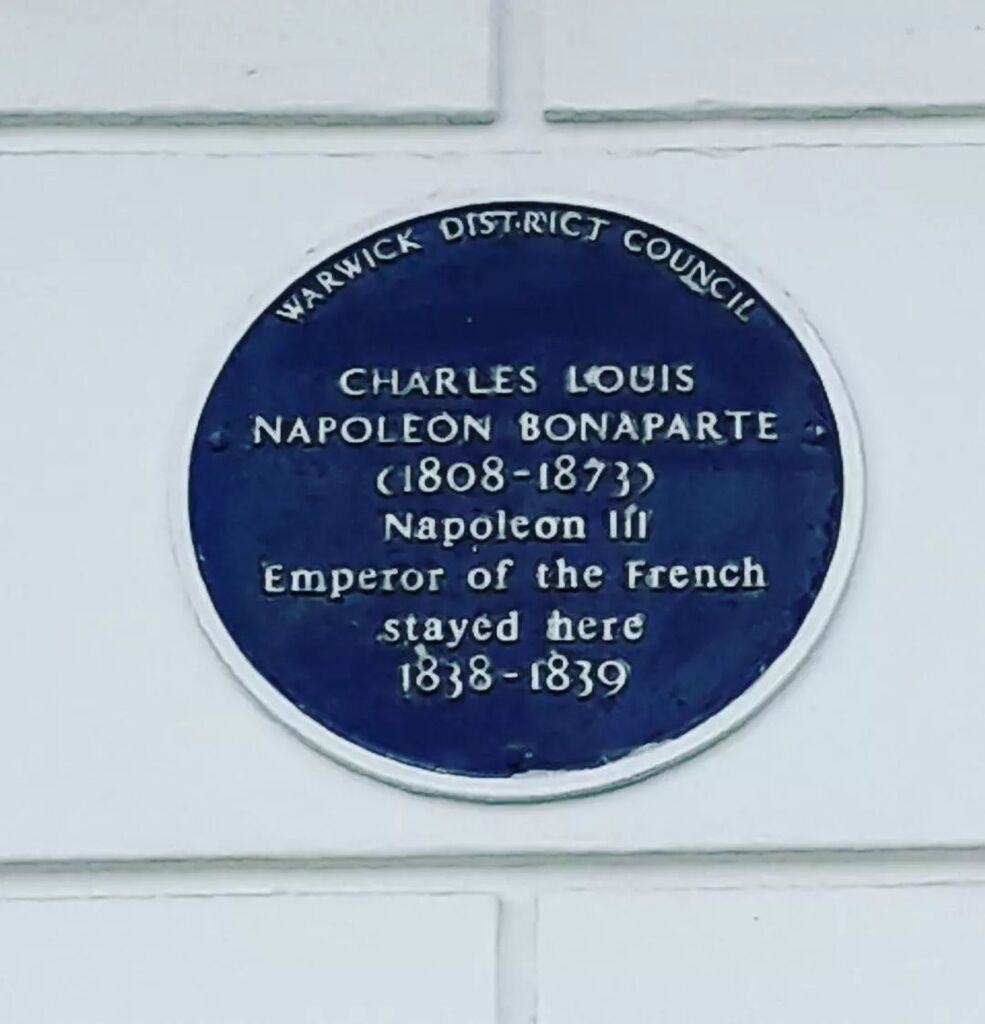 WARWICK DISTRICT COUNCIL
CHARLES LOUIS
NAPOLEON BONAPARTE
(1808-1873)
Napoleon III
Emperor of the French
stayed here
1838-1839